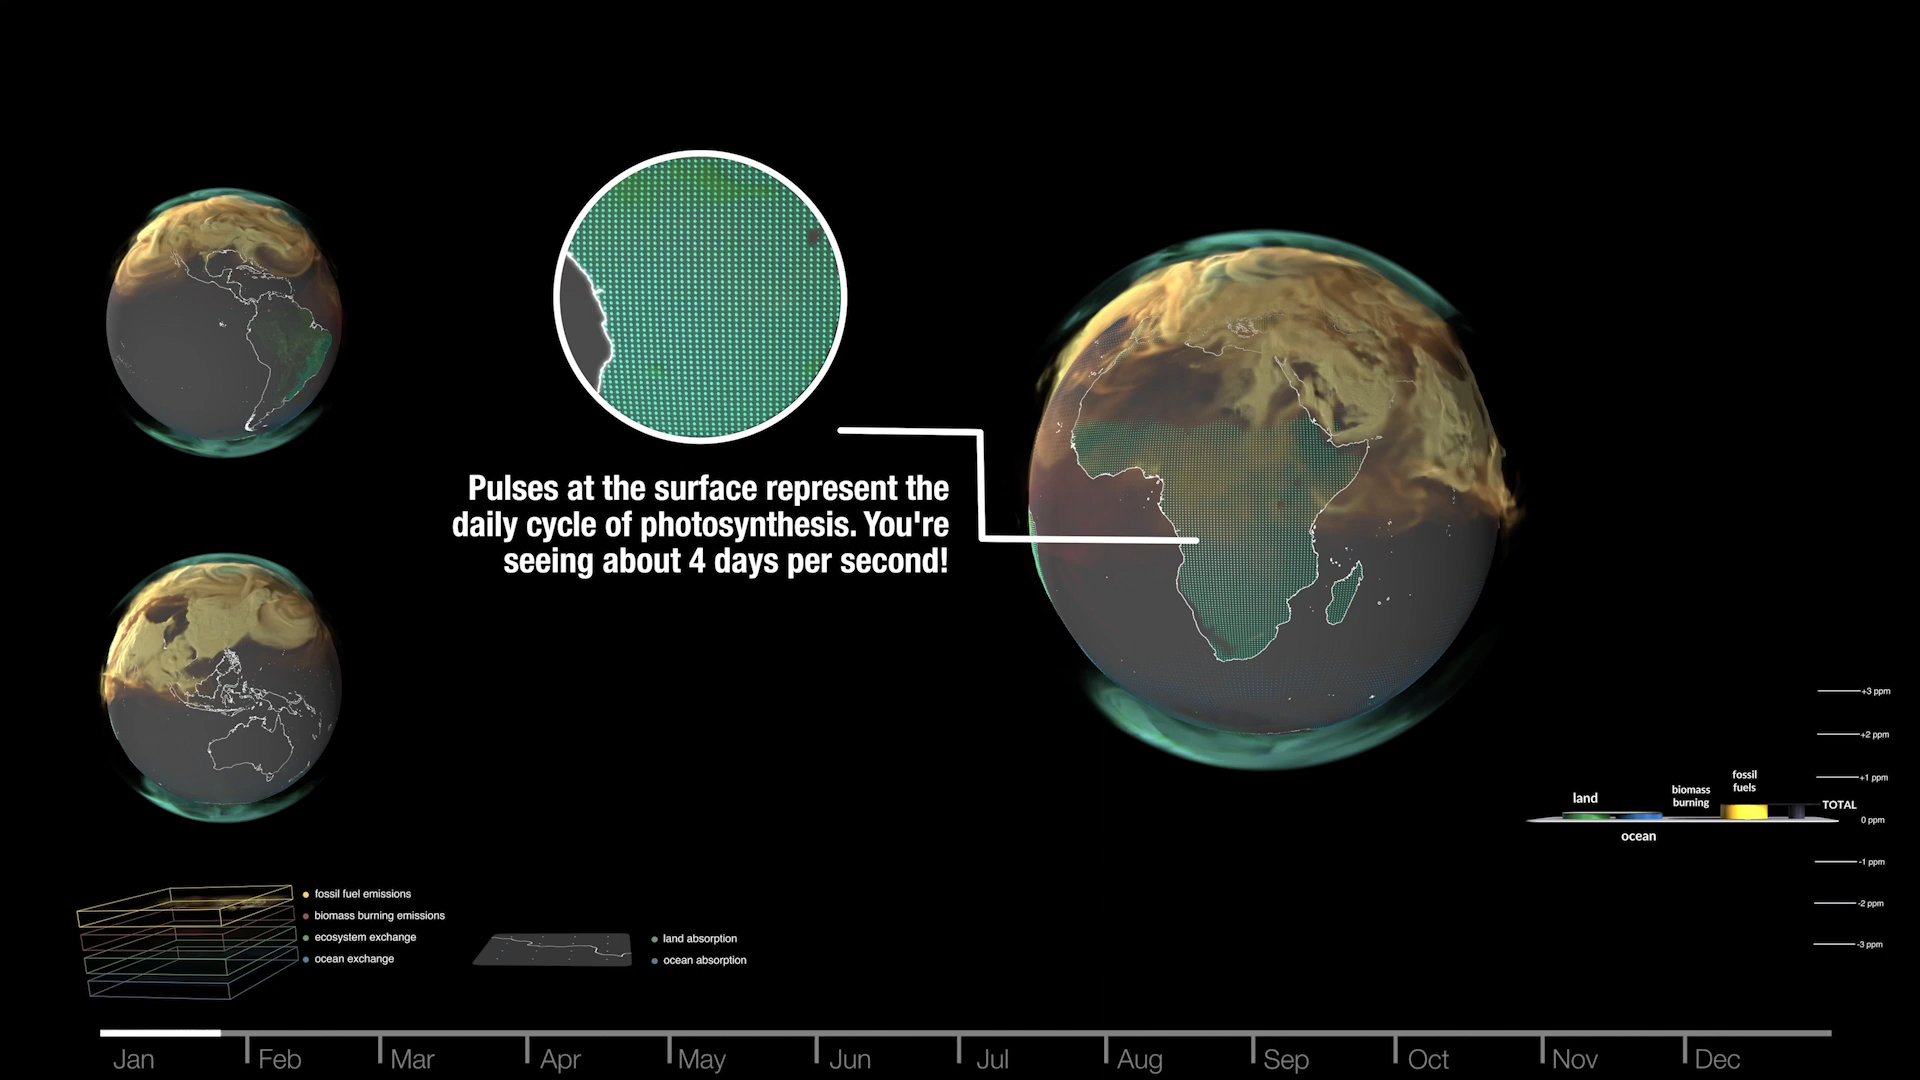 Pulses at the surface represent the
daily cycle of photosynthesis. You're
seeing about 4 days per second!
+3 ppm
+2 ppm
+1 ppm
fossil
fuels
biomass
burning
land
TOTAL
0 ppm
ocean
-1 ppm
-2 ppm
-3 ppm
fossil fuel emissions
biomass burning emissions
ecosystem exchange
ocean exchange
land absorption
ocean absorption
Jan Feb Mar Apr May Jun Jul Aug Sep Oct Nov Dec